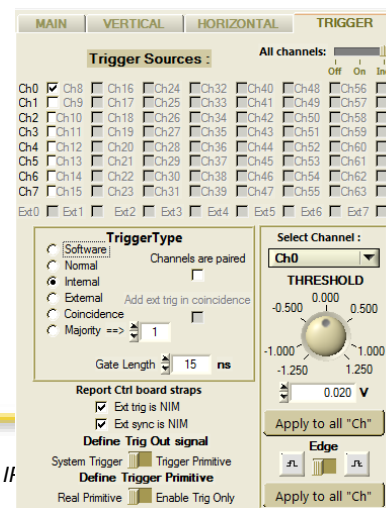 MAIN VERTICAL HORIZONTAL TRIGGER
Trigger Sources : All channels:
Off On
Ch0 Ch8 Ch16 Ch24 Ch32 Ch40 Ch48 Ch56
Ch1 Ch9 Ch17 Ch25 Ch33 Ch41 Ch49 Ch57
Ch2 Ch10 Ch18 Ch26 Ch34 Ch42 Ch50 Ch58
Ch3 Ch11 Ch19 Ch27 Ch35 Ch43 Ch51 Ch59
Ch4 Ch12 Ch20 Ch28 Ch36 Ch44 Ch52 Ch60
Ch5 Ch13 Ch21 Ch29 Ch37 Ch45 Ch53 Ch61
Ch6 Ch14 Ch22 Ch30 Ch38 Ch46 Ch54 Ch62
Ch7 Ch15 Ch23 Ch31 Ch39 Ch47 Ch55 Ch63
Ext0 Ext1 Ext2 Ext3 Ext4 Ext5 Ext6 Ext7
TriggerType
Software
Normal
Internal
External
Coincidence
Majority ==> 1
Channels are paired
Add ext trig in coincidence
Gate Length 15 ns
Report Ctrl board straps
Ext trig is NIM
Ext sync is NIM
Define Trig Out signal
System Trigger Trigger Primitive
Define Trigger Primitive
Real Primitive Enable Trig Only
Select Channel :
Ch0
THRESHOLD
0.000
-0.500 0.500
-1.000 1.000
-1.250 1.250
0.020 V
Apply to all "Ch"
Edge
Apply to all "Ch"